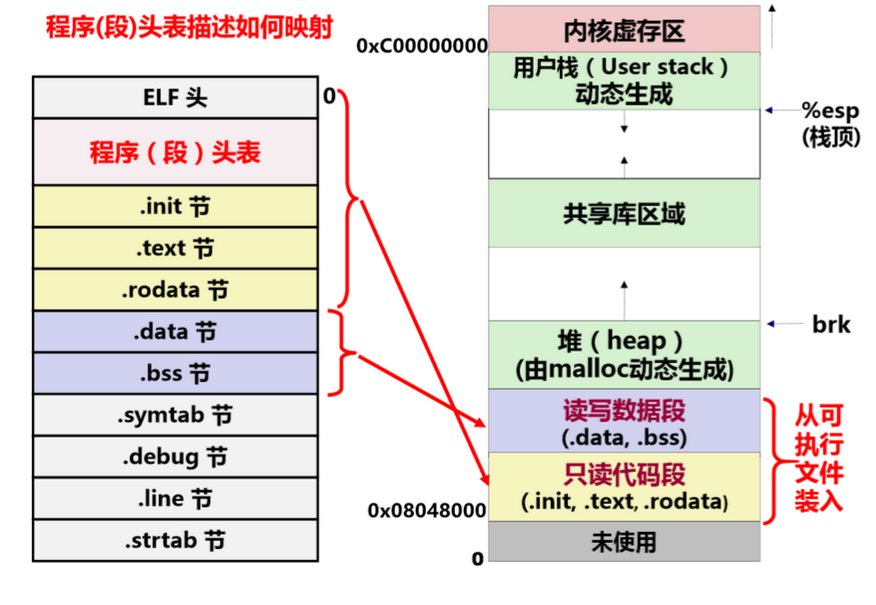 程序(段)头表描述如何映射
ELF 头
0
程序（段）头表
.init 节
.text 节
.rodata 节
.data 节
.bss 节
.symtab 节
.debug 节
.line 节
.strtab 节
0xC00000000
内核虚存区
用户栈（User stack）
动态生成
%esp
(栈顶)
共享库区域
brk
堆（heap）
(由malloc动态生成)
读写数据段
(.data, .bss)
只读代码段
(.init, .text, .rodata)
从可
执行
文件
装入
0x08048000
未使用
0